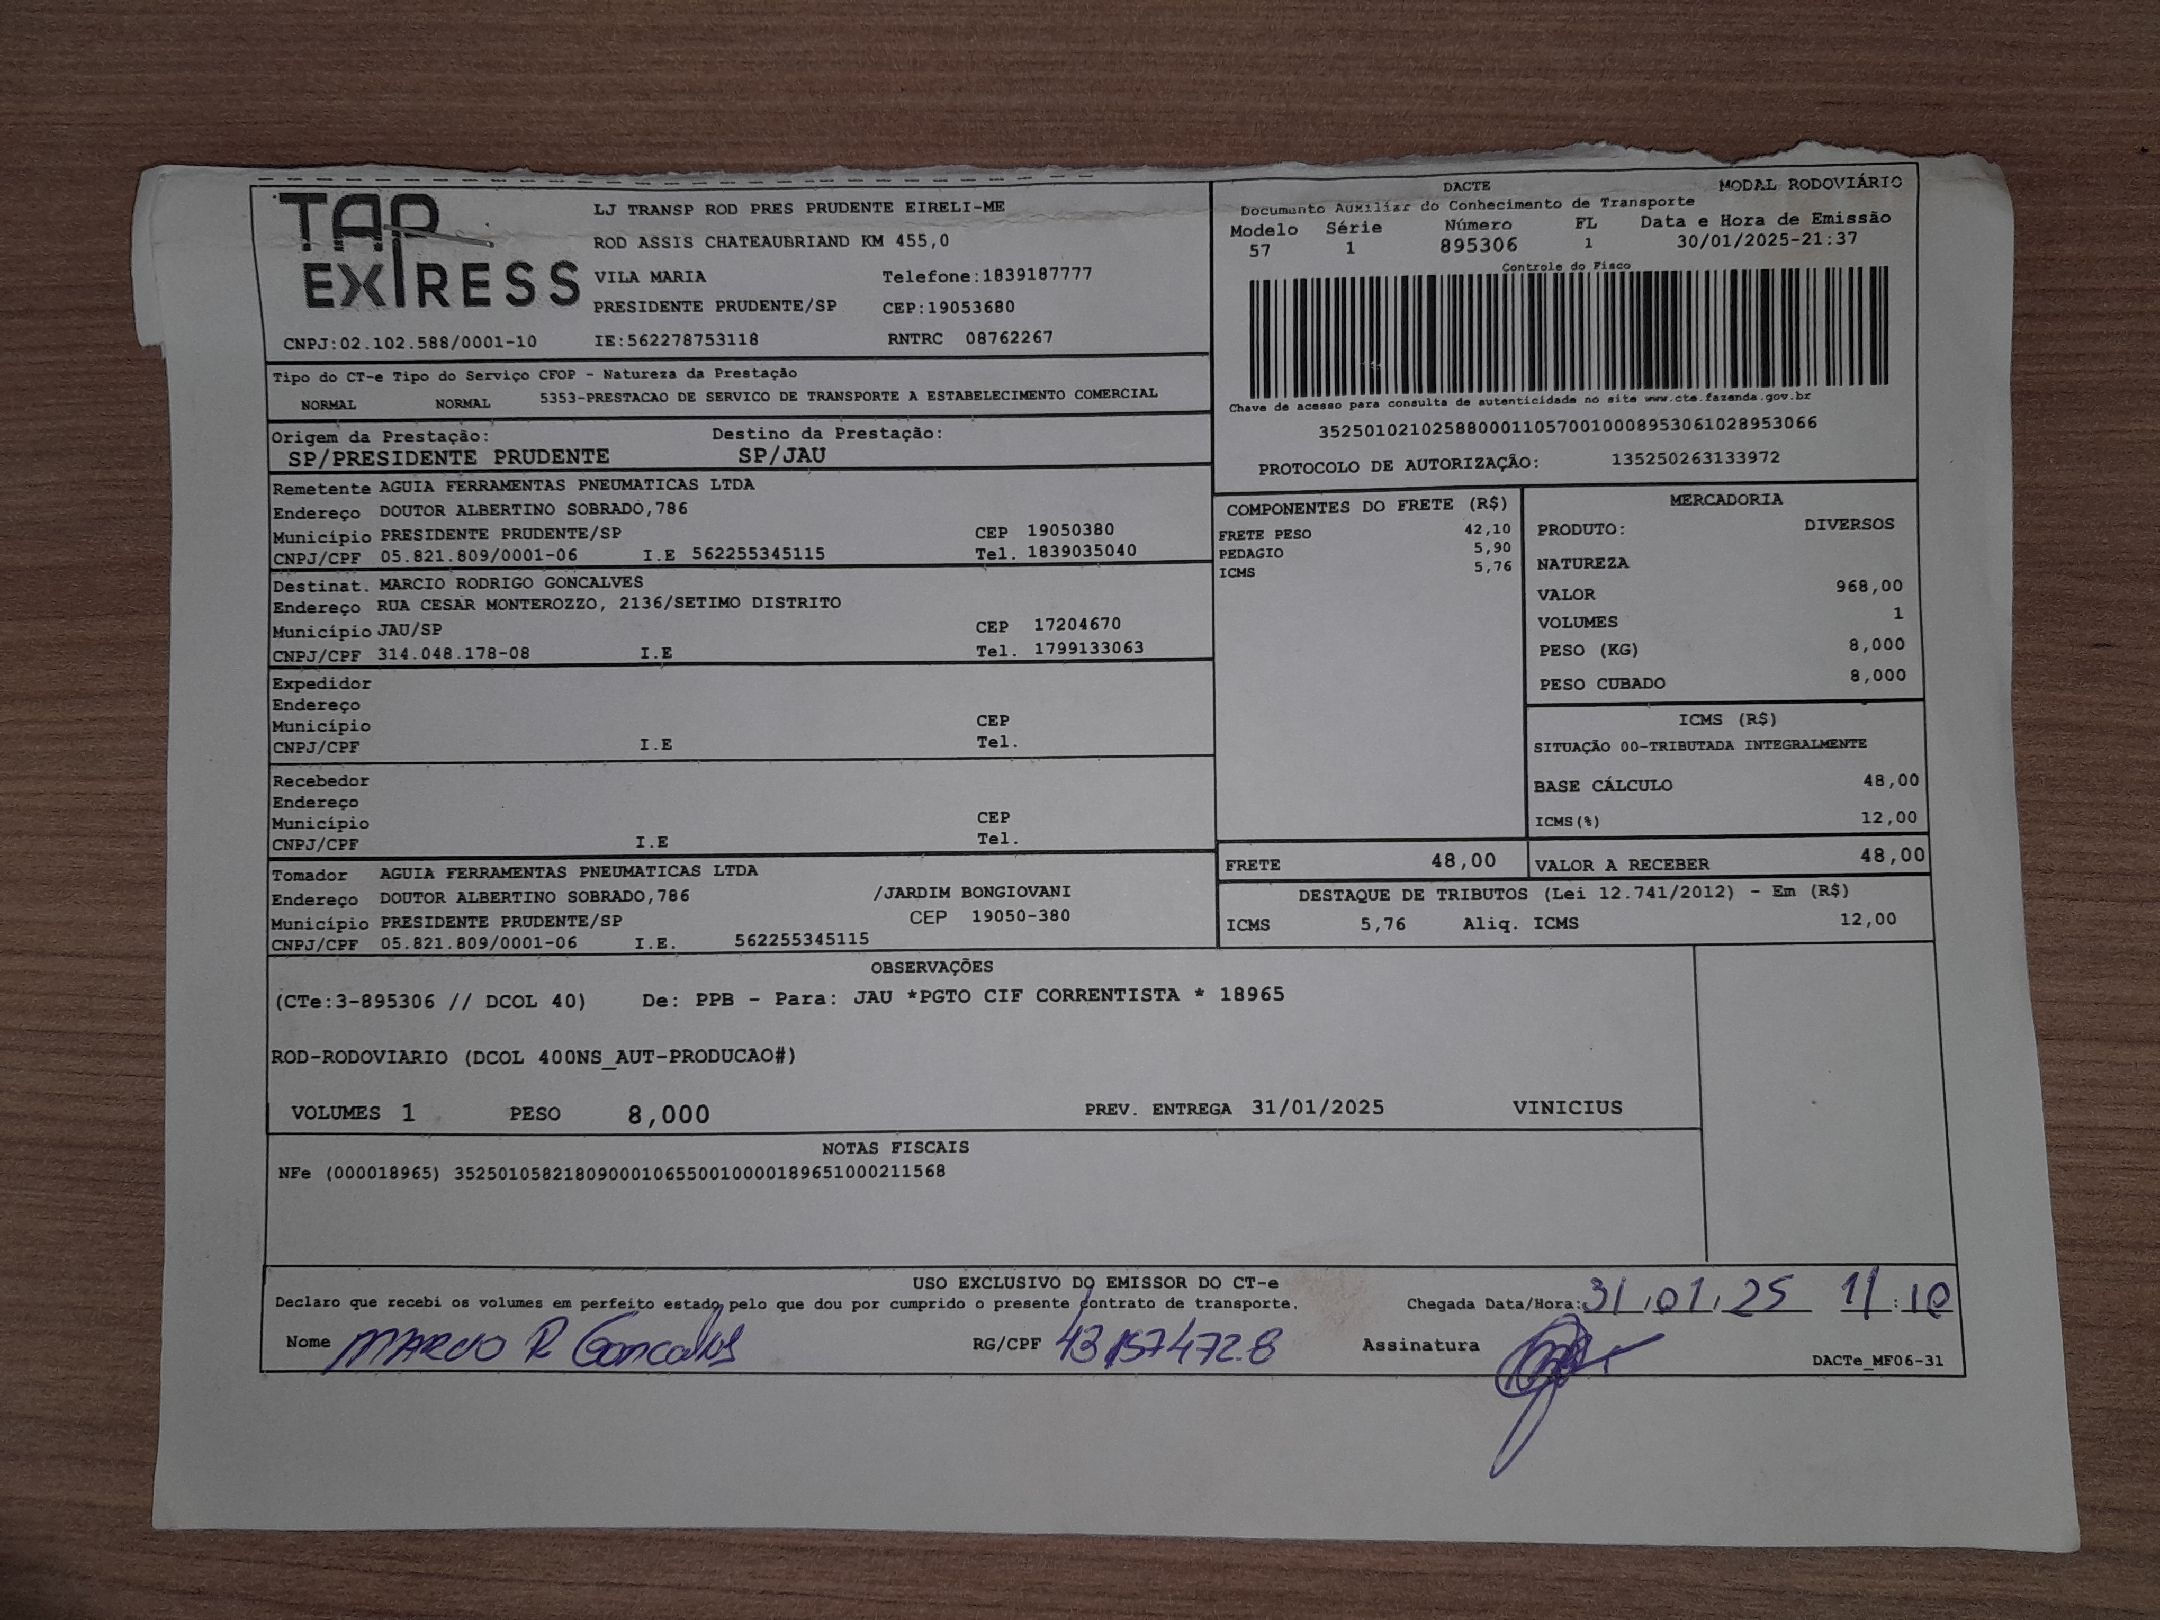 TAP
EXPRESS
LJ TRANSP ROD PRES PRUDENTE EIRELI-ME
ROD ASSIS CHATEAUBRIAND KM 455,0
VILA MARIA Telefone:1839187777
PRESIDENTE PRUDENTE/SP CEP:19053680
CNPJ:02.102.588/0001-10 IE:562278753118 RNTRC 08762267
DACTE MODAL RODOVIÁRIO
Documento Auxiliar do Conhecimento de Transporte
Modelo Série Número FL Data e Hora de Emissão
57 1 895306 1 30/01/2025-21:37
Controle do Fisco
Chave de acesso para consulta de autenticidade no site www.cte.fazenda.gov.br
35250102102588000110570010008953061028953066
PROTOCOLO DE AUTORIZAÇÃO: 135250263133972
Tipo do CT-e Tipo do Serviço CFOP - Natureza da Prestação
NORMAL NORMAL 5353-PRESTACAO DE SERVICO DE TRANSPORTE A ESTABELECIMENTO COMERCIAL
Origem da Prestação: Destino da Prestação:
SP/PRESIDENTE PRUDENTE SP/JAU
Remetente AGUIA FERRAMENTAS PNEUMATICAS LTDA
Endereço DOUTOR ALBERTINO SOBRADO,786
Município PRESIDENTE PRUDENTE/SP CEP 19050380
CNPJ/CPF 05.821.809/0001-06 I.E 562255345115 Tel. 1839035040
Destinat. MARCIO RODRIGO GONCALVES
Endereço RUA CESAR MONTEROZZO, 2136/SETIMO DISTRITO
Município JAU/SP CEP 17204670
CNPJ/CPF 314.048.178-08 I.E Tel. 1799133063
Expedidor
Endereço
Município CEP
CNPJ/CPF I.E Tel.
Recebedor
Endereço
Município CEP
CNPJ/CPF I.E Tel.
Tomador AGUIA FERRAMENTAS PNEUMATICAS LTDA
Endereço DOUTOR ALBERTINO SOBRADO,786 /JARDIM BONGIOVANI
Município PRESIDENTE PRUDENTE/SP CEP 19050-380
CNPJ/CPF 05.821.809/0001-06 I.E. 562255345115
COMPONENTES DO FRETE (R$)
FRETE PESO 42,10
PEDAGIO 5,90
ICMS 5,76
MERCADORIA
PRODUTO: DIVERSOS
NATUREZA
VALOR 968,00
VOLUMES 1
PESO (KG) 8,000
PESO CUBADO 8,000
ICMS (R$)
SITUAÇÃO 00-TRIBUTADA INTEGRALMENTE
BASE CÁLCULO 48,00
ICMS(%) 12,00
FRETE 48,00 VALOR A RECEBER 48,00
DESTAQUE DE TRIBUTOS (Lei 12.741/2012) - Em (R$)
ICMS 5,76 Aliq. ICMS 12,00
OBSERVAÇÕES
(CTe:3-895306 // DCOL 40) De: PPB - Para: JAU *PGTO CIF CORRENTISTA * 18965
ROD-RODOVIARIO (DCOL 400NS_AUT-PRODUCAO#)
VOLUMES 1 PESO 8,000 PREV. ENTREGA 31/01/2025 VINICIUS
NOTAS FISCAIS
NFe (000018965) 35250105821809000106550010000189651000211568
USO EXCLUSIVO DO EMISSOR DO CT-e
Declaro que recebi os volumes em perfeito estado pelo que dou por cumprido o presente contrato de transporte. Chegada Data/Hora: 31.01.25 11:10
Nome MARCIO R Goncalves RG/CPF 43157472.8 Assinatura
DACTe_MF06-31